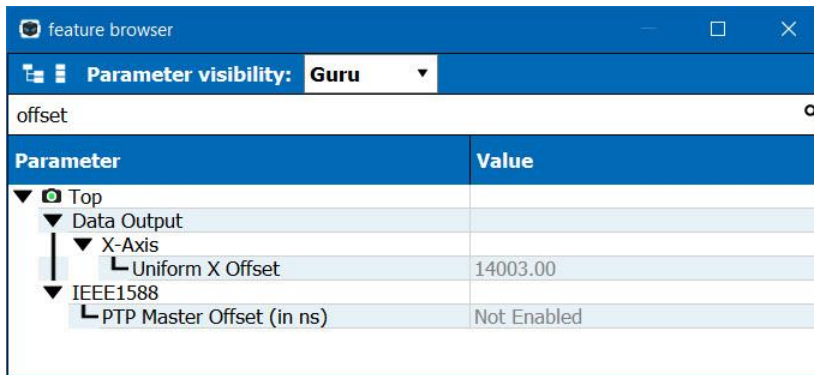 feature browser
Parameter visibility: Guru
offset
Parameter Value
Top
Data Output
X-Axis
Uniform X Offset 14003.00
IEEE1588
PTP Master Offset (in ns) Not Enabled